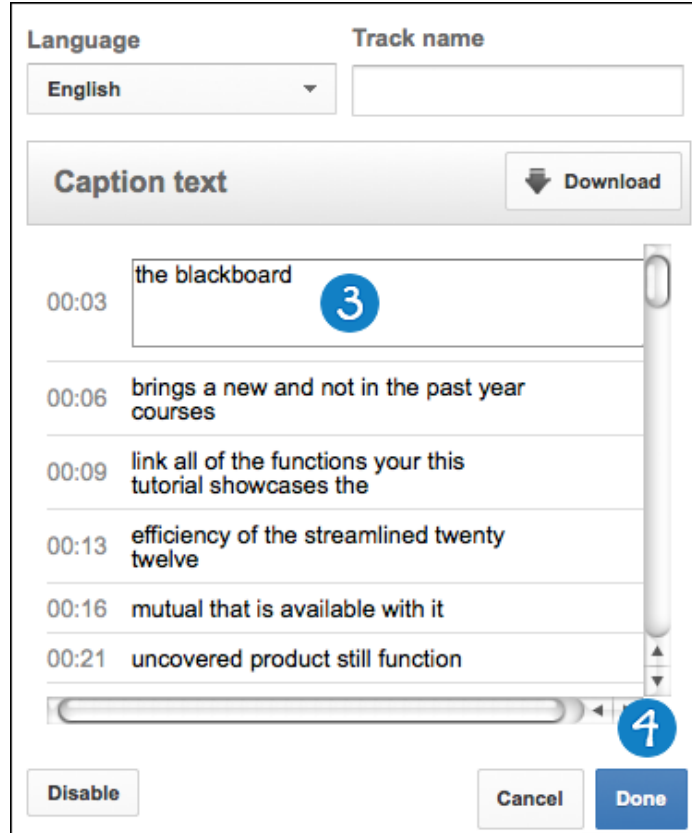 Language Track name
English
Caption text Download
00:03 the blackboard
3
00:06 brings a new and not in the past year
courses
00:09 link all of the functions your this
tutorial showcases the
00:13 efficiency of the streamlined twenty
twelve
00:16 mutual that is available with it
00:21 uncovered product still function
4
Disable Cancel Done